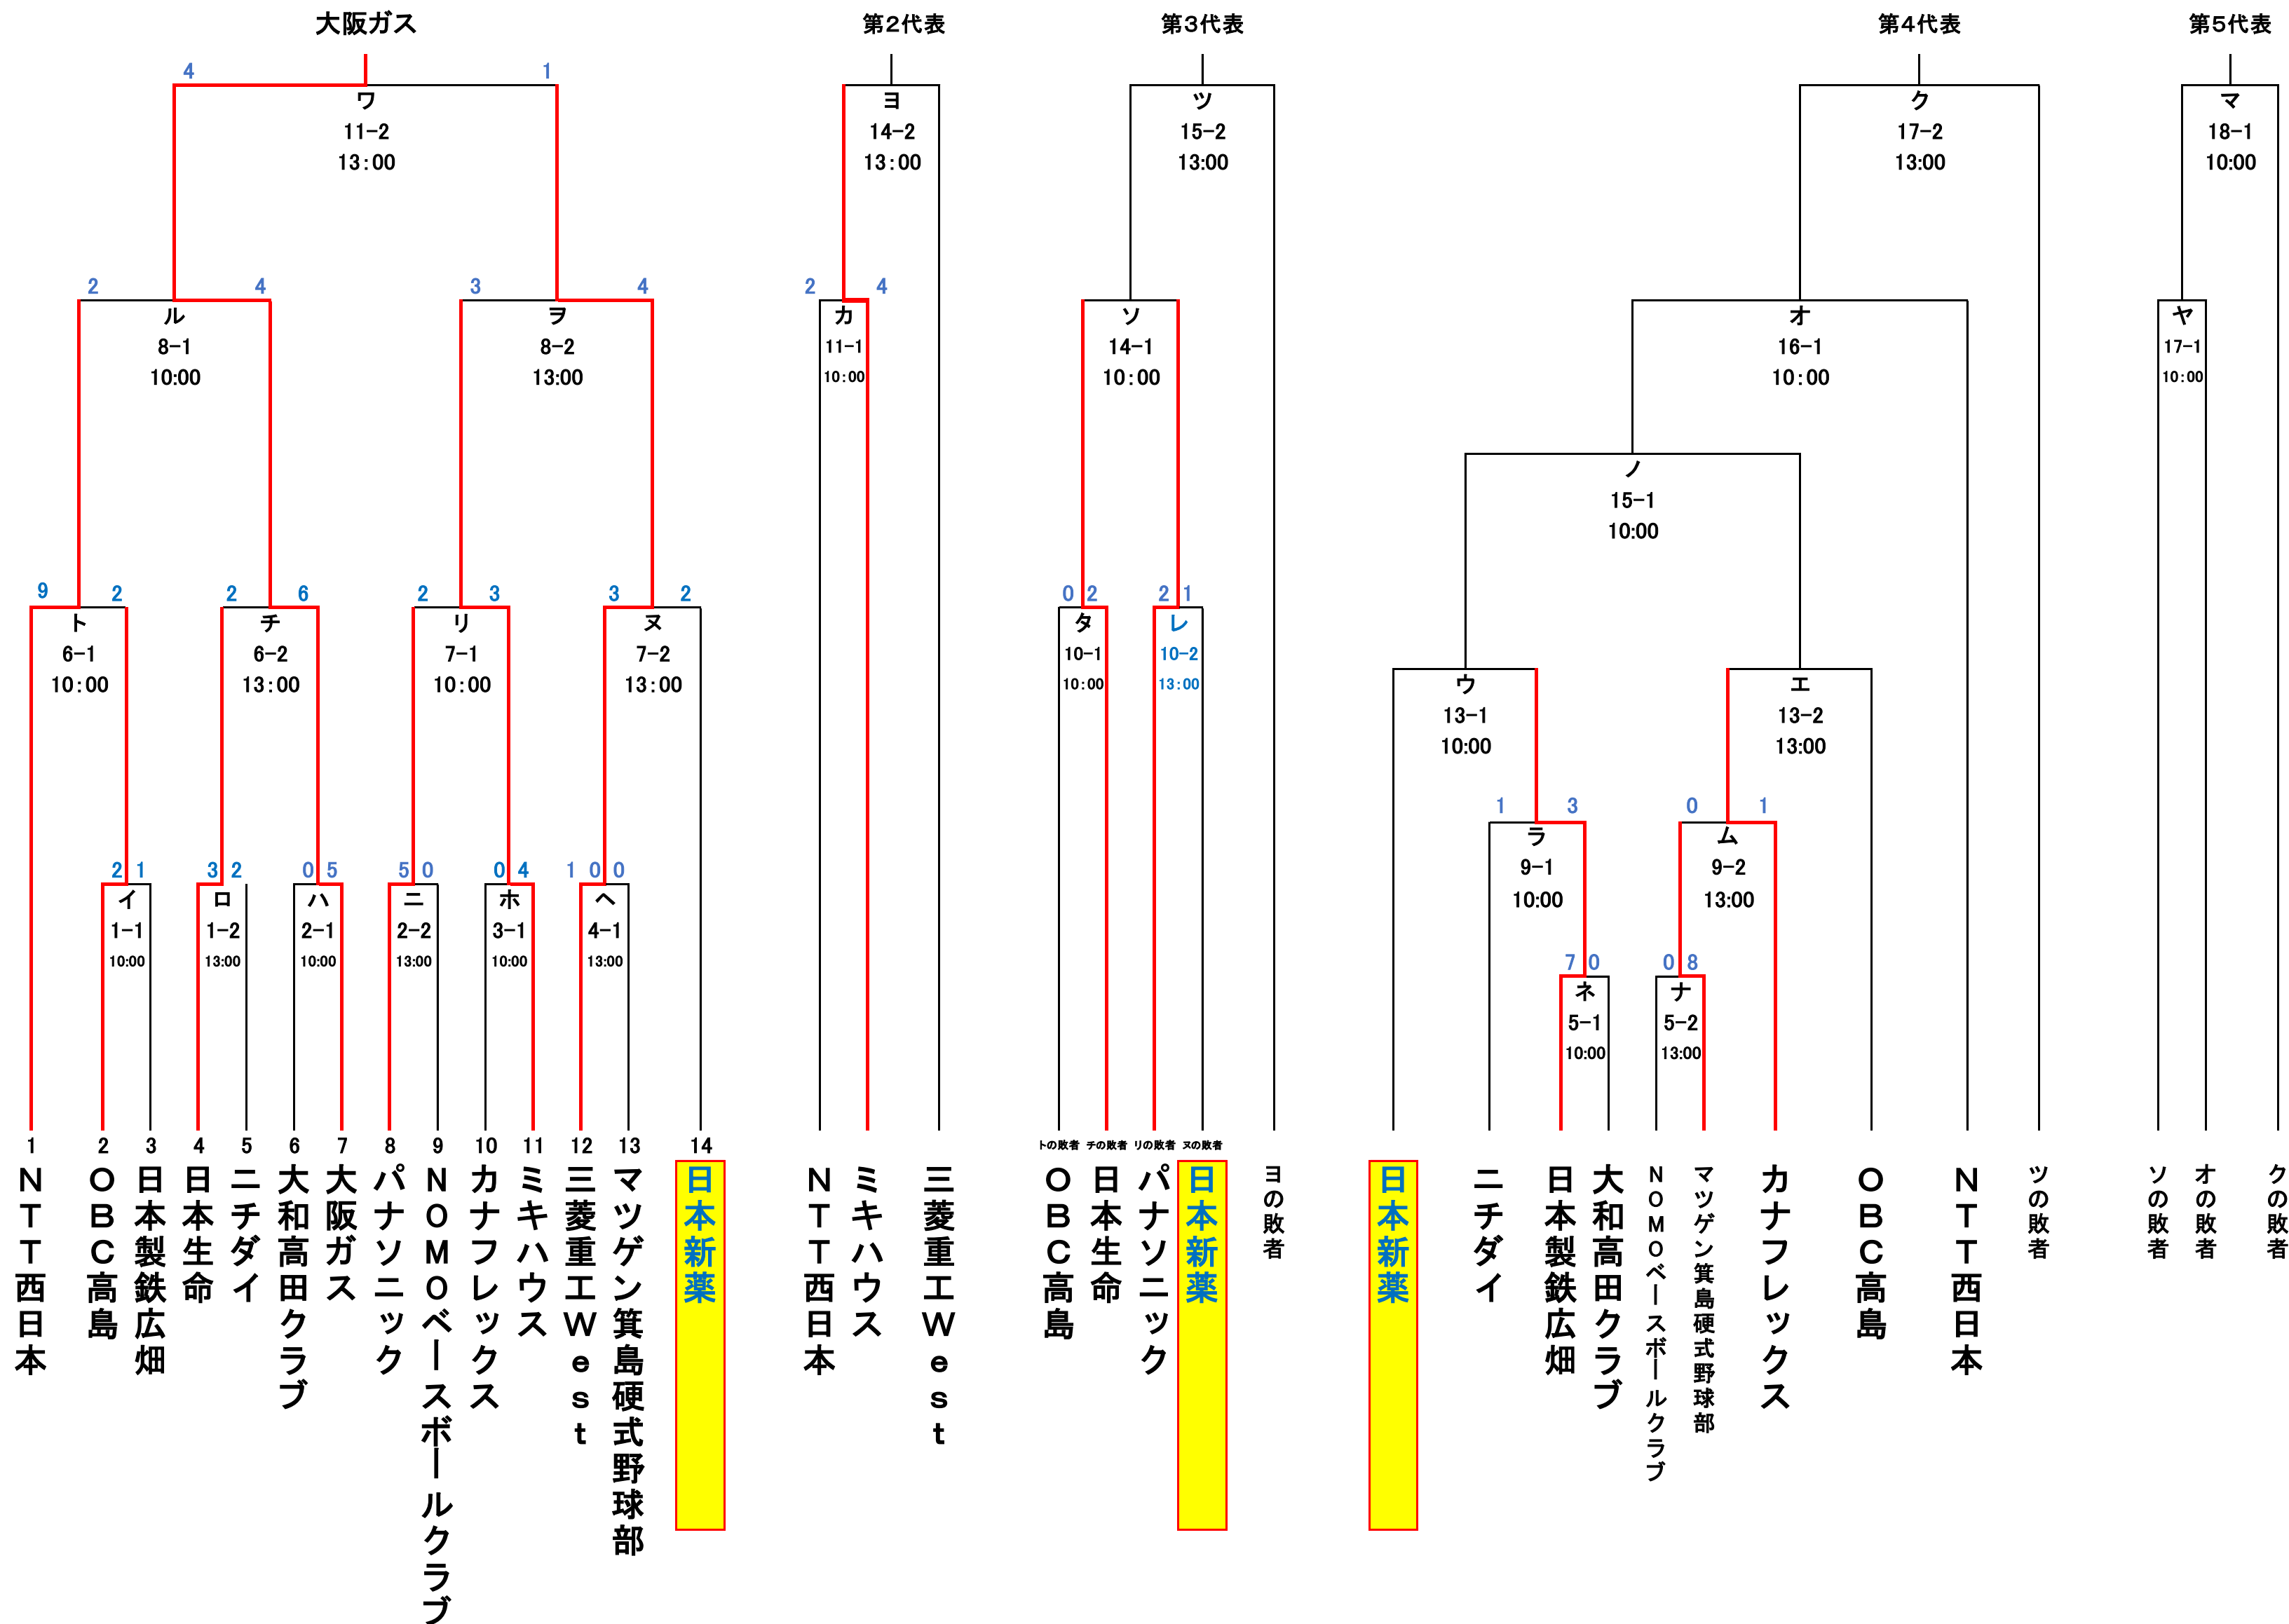 大阪ガス 第2代表 第3代表 第4代表 第5代表
4 1
ワ ヨ ツ ク マ
11-2 14-2 15-2 17-2 18-1
13:00 13:00 13:00 13:00 10:00
2 4 3 4 2 4
ル ヲ カ ソ オ ヤ
8-1 8-2 11-1 14-1 16-1 17-1
10:00 13:00 10:00 10:00 10:00 10:00
ノ
15-1
10:00
9 2 2 6 2 3 3 2 0 2 2 1
ト チ リ ヌ タ レ
6-1 6-2 7-1 7-2 10-1 10-2
10:00 13:00 10:00 13:00 10:00 13:00
ウ エ
13-1 13-2
10:00 13:00
1 3 0 1
ラ ム
9-1 9-2
10:00 13:00
2 1 3 2 0 5 5 0 0 4 1 0 0
イ ロ ハ ニ ホ ヘ
1-1 1-2 2-1 2-2 3-1 4-1
10:00 13:00 10:00 13:00 10:00 13:00
7 0 0 8
ネ ナ
5-1 5-2
10:00 13:00
1 2 3 4 5 6 7 8 9 10 11 12 13 14
トの敗者 チの敗者 リの敗者 ヌの敗者
NTT西日本
OBC高島
日本製鉄広畑
日本生命
ニチダイ
大和高田クラブ
大阪ガス
パナソニック
NOMOベースボールクラブ
カナフレックス
ミキハウス
三菱重工West
マツゲン箕島硬式野球部
日本新薬
NTT西日本
ミキハウス
三菱重工West
OBC高島
日本生命
パナソニック
日本新薬
ヨの敗者
日本新薬
ニチダイ
日本製鉄広畑
大和高田クラブ
NOMOベースボールクラブ
マツゲン箕島硬式野球部
カナフレックス
OBC高島
NTT西日本
ツの敗者
ソの敗者
オの敗者
クの敗者